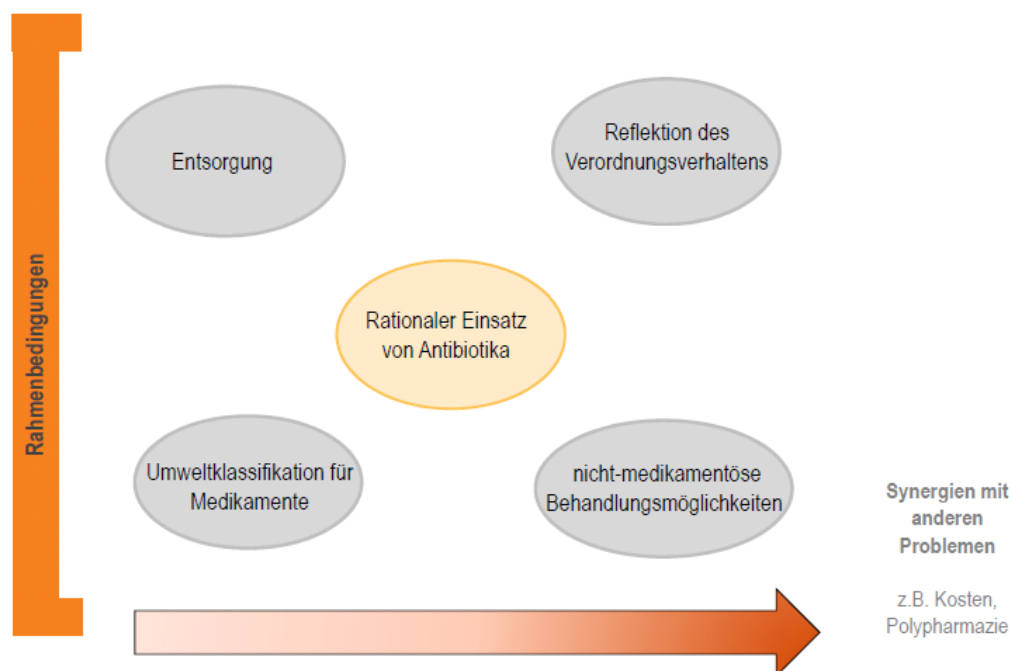 Rahmenbedingungen
Entsorgung
Reflektion des
Verordnungsverhaltens
Rationaler Einsatz
von Antibiotika
Umweltklassifikation für
Medikamente
nicht-medikamentöse
Behandlungsmöglichkeiten
Synergien mit
anderen
Problemen
z.B. Kosten,
Polypharmazie